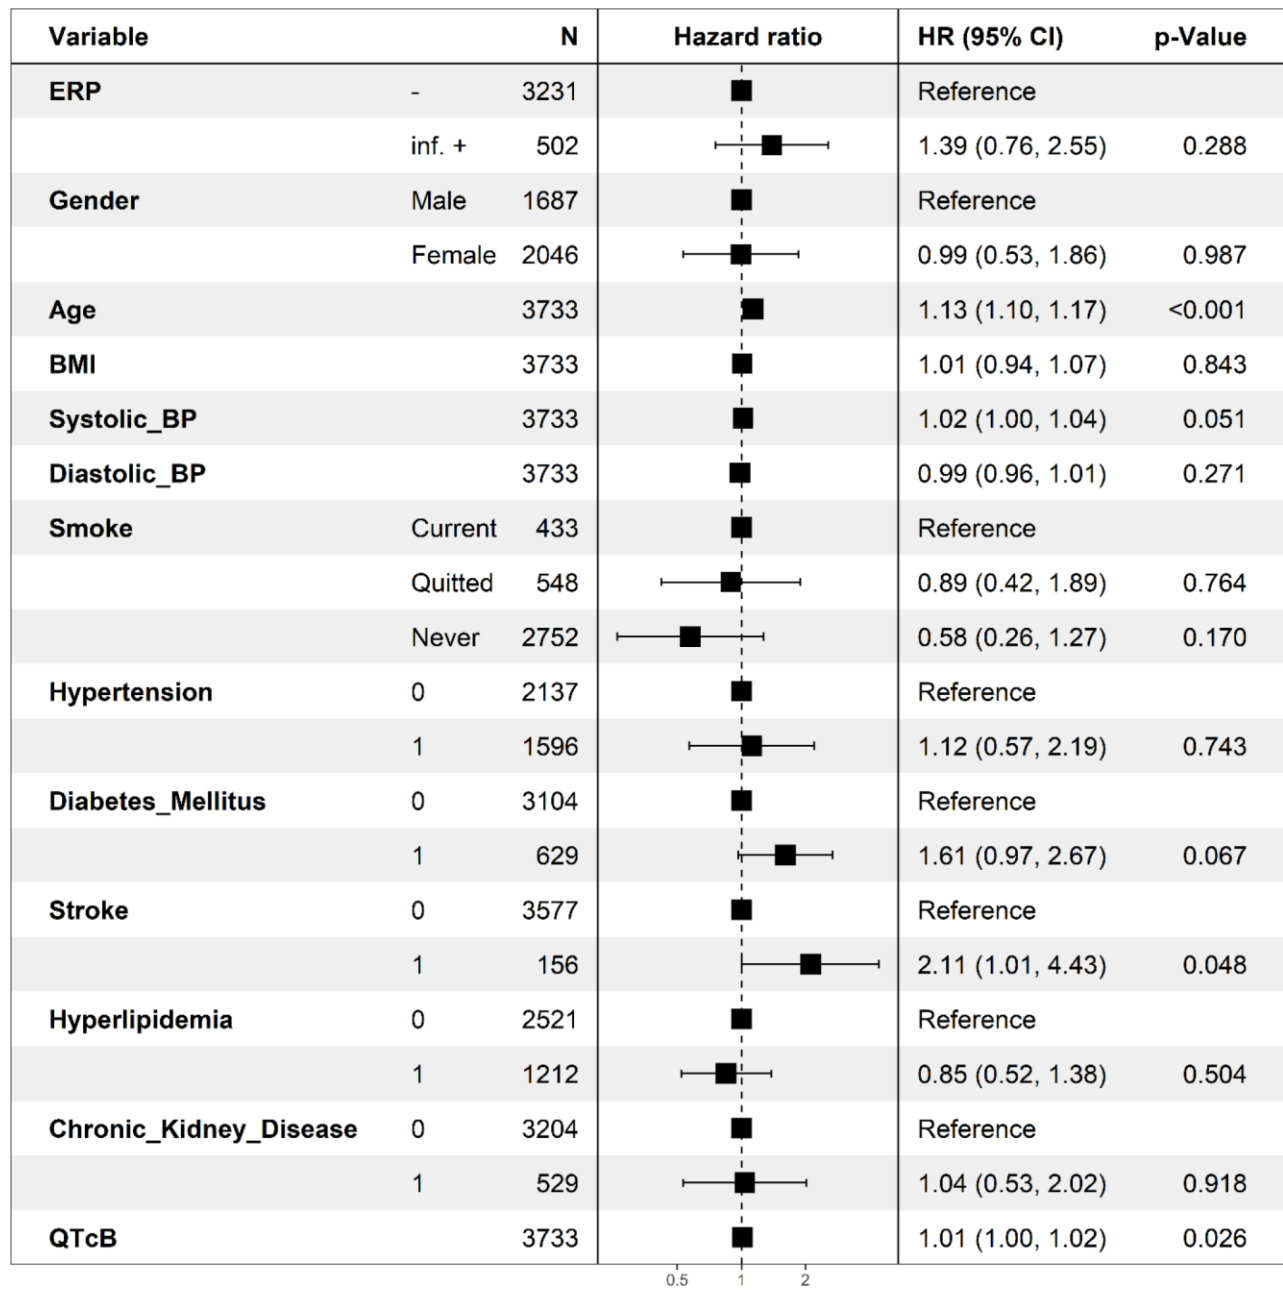 Variable N Hazard ratio HR (95% CI) p-Value
ERP - 3231 Reference
inf. + 502 1.39 (0.76, 2.55) 0.288
Gender Male 1687 Reference
Female 2046 0.99 (0.53, 1.86) 0.987
Age 3733 1.13 (1.10, 1.17) <0.001
BMI 3733 1.01 (0.94, 1.07) 0.843
Systolic_BP 3733 1.02 (1.00, 1.04) 0.051
Diastolic_BP 3733 0.99 (0.96, 1.01) 0.271
Smoke Current 433 Reference
Quitted 548 0.89 (0.42, 1.89) 0.764
Never 2752 0.58 (0.26, 1.27) 0.170
Hypertension 0 2137 Reference
1 1596 1.12 (0.57, 2.19) 0.743
Diabetes_Mellitus 0 3104 Reference
1 629 1.61 (0.97, 2.67) 0.067
Stroke 0 3577 Reference
1 156 2.11 (1.01, 4.43) 0.048
Hyperlipidemia 0 2521 Reference
1 1212 0.85 (0.52, 1.38) 0.504
Chronic_Kidney_Disease 0 3204 Reference
1 529 1.04 (0.53, 2.02) 0.918
QTcB 3733 1.01 (1.00, 1.02) 0.026
0.5 1 2